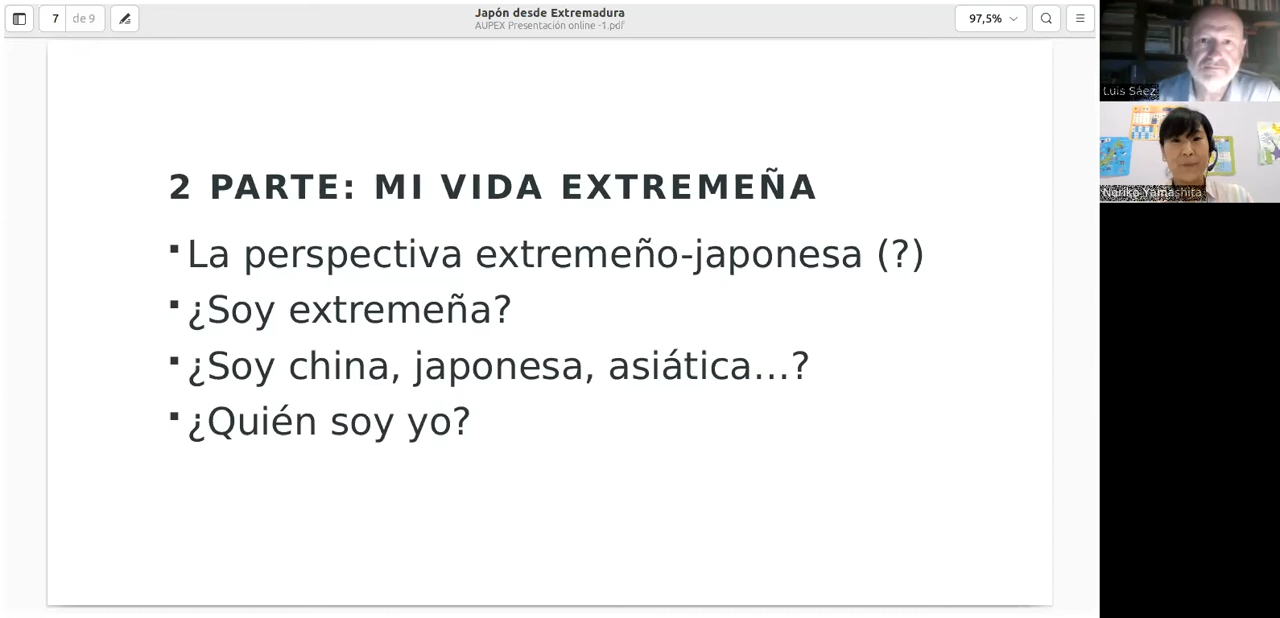 7 de 9
Japón desde Extremadura
AUPEX Presentación online -1.pdf
97,5%
2 PARTE: MI VIDA EXTREMEÑA
▪ La perspectiva extremeño-japonesa (?)
▪ ¿Soy extremeña?
▪ ¿Soy china, japonesa, asiática...?
▪ ¿Quién soy yo?
Luis Sáez
Noriko Yamashita